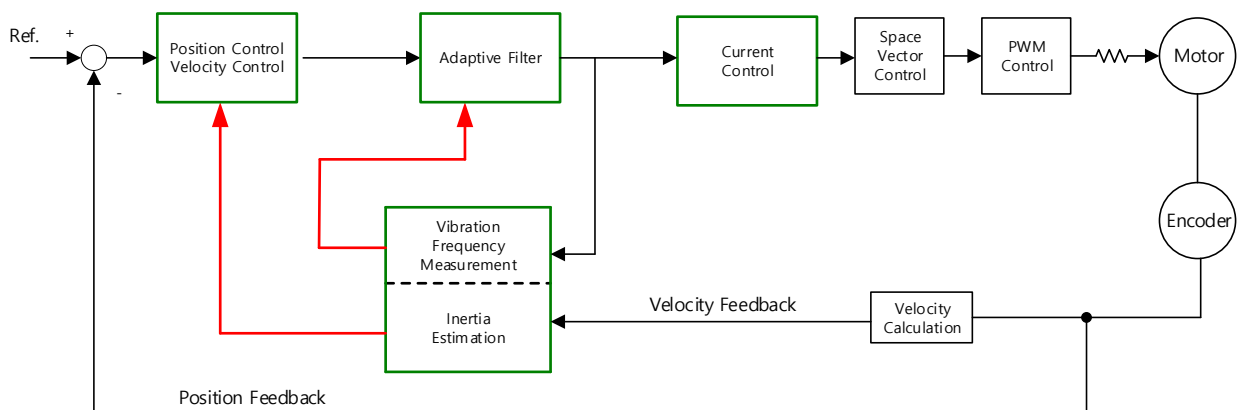 Ref.
+
-
Position Control
Velocity Control
Adaptive Filter
Current
Control
Space
Vector
Control
PWM
Control
Motor
Vibration
Frequency
Measurement
Encoder
Inertia
Estimation
Velocity Feedback
Velocity
Calculation
Position Feedback